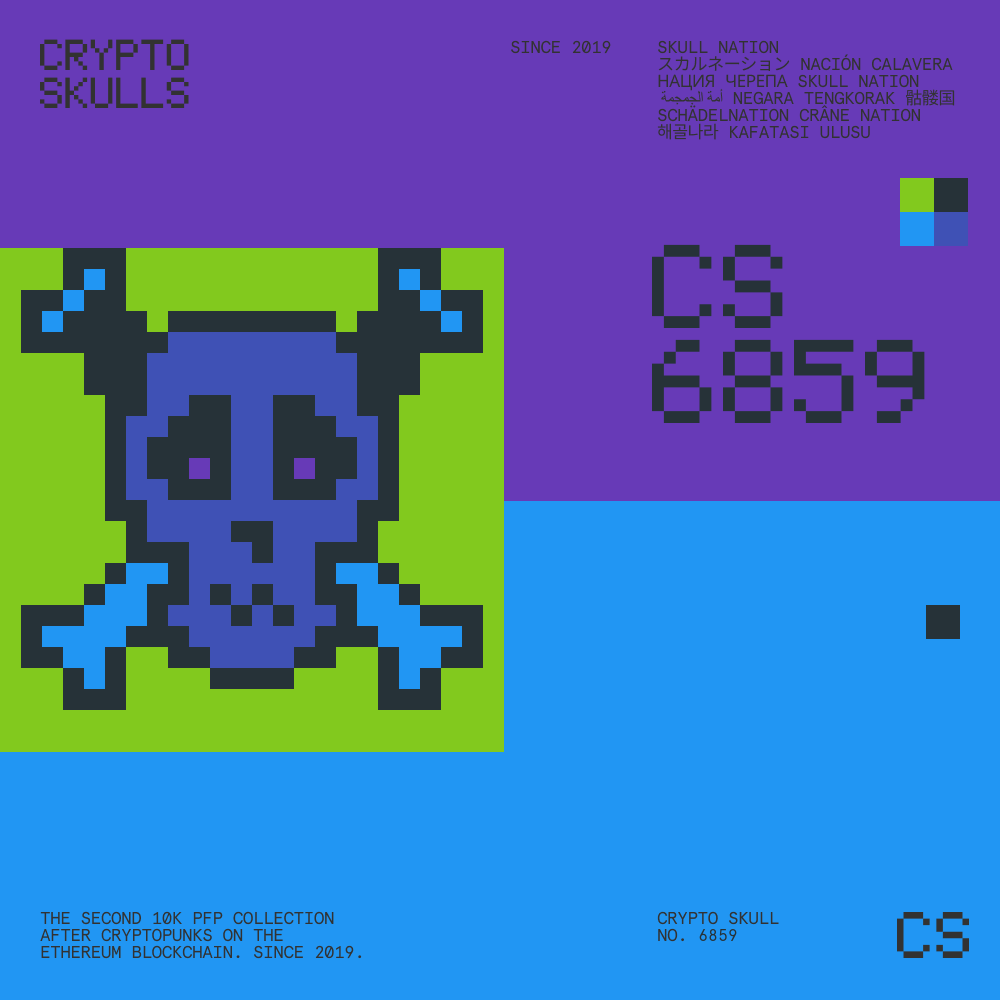 CRYPTO
SKULLS
SINCE 2019
SKULL NATION
スカルネーション NACIÓN CALAVERA
НАЦИЯ ЧЕРЕПА SKULL NATION
أمة الجمجمة NEGARA TENGKORAK 骷髅国
SCHÄDELNATION CRÂNE NATION
해골나라 KAFATASI ULUSU
CS
6859
THE SECOND 10K PFP COLLECTION
AFTER CRYPTOPUNKS ON THE
ETHEREUM BLOCKCHAIN. SINCE 2019.
CRYPTO SKULL
NO. 6859
CS